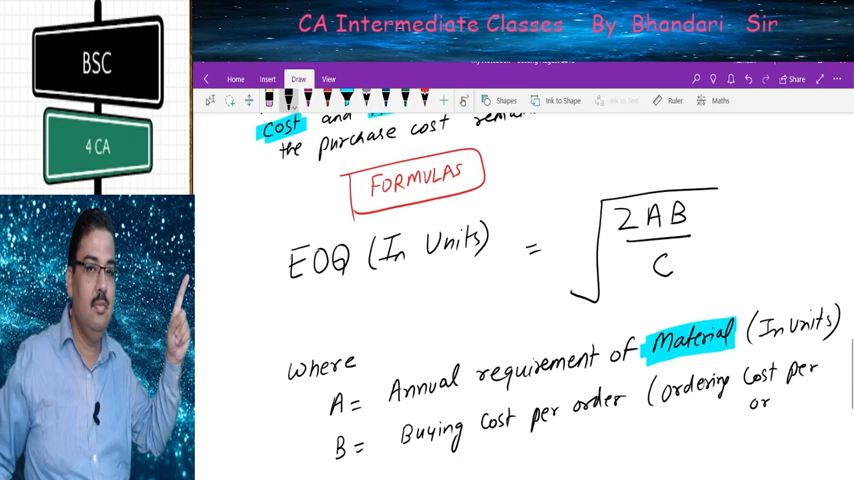 CA Intermediate Classes By Bhandari Sir
BSC
4 CA
Home Insert Draw View
Share
Shapes Ink to Shape Ink to Text Ruler Maths
Cost and
the purchase cost
FORMULAS
EOQ (In Units) = √2AB
C
where
A = Annual requirement of Material (In units)
B = Buying cost per order (ordering cost per
or